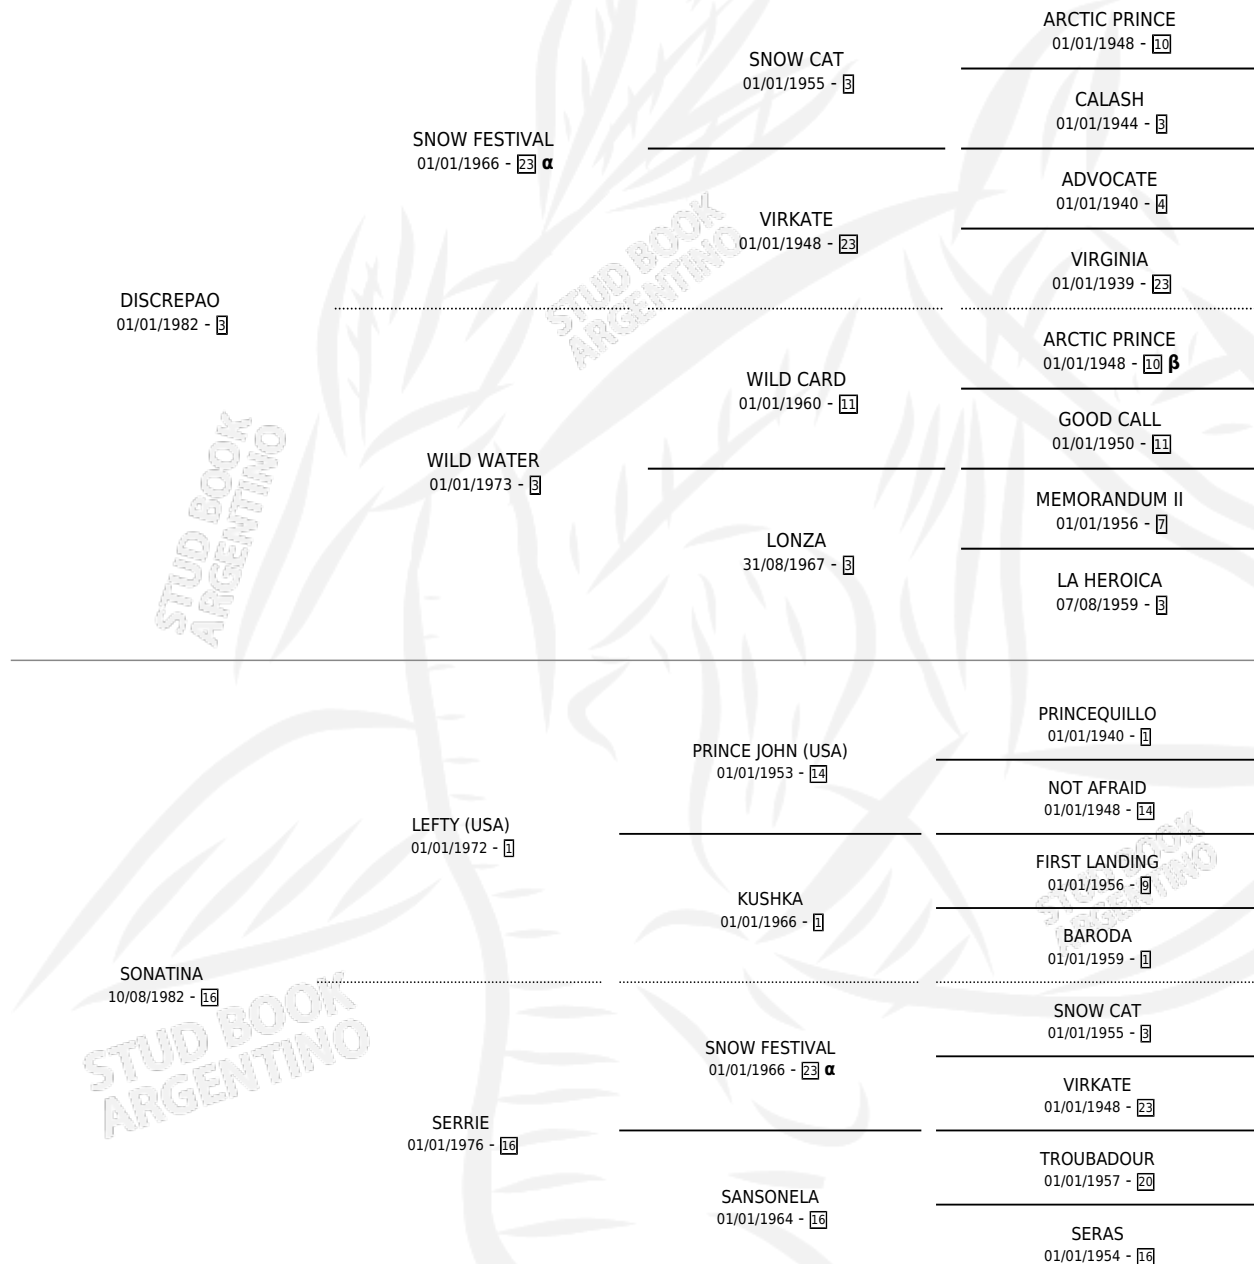 ARCTIC PRINCE
01/01/1948 - 10
SNOW CAT
01/01/1955 - 3
CALASH
01/01/1944 - 3
SNOW FESTIVAL
01/01/1966 - 23 α
ADVOCATE
01/01/1940 - 4
VIRKATE
01/01/1948 - 23
VIRGINIA
01/01/1939 - 23
DISCREPAO
01/01/1982 - 3
ARCTIC PRINCE
01/01/1948 - 10 β
WILD CARD
01/01/1960 - 11
GOOD CALL
01/01/1950 - 11
WILD WATER
01/01/1973 - 3
MEMORANDUM II
01/01/1956 - 7
LONZA
31/08/1967 - 3
LA HEROICA
07/08/1959 - 3
PRINCEQUILLO
01/01/1940 - 1
PRINCE JOHN (USA)
01/01/1953 - 14
NOT AFRAID
01/01/1948 - 14
LEFTY (USA)
01/01/1972 - 1
FIRST LANDING
01/01/1956 - 9
KUSHKA
01/01/1966 - 1
BARODA
01/01/1959 - 1
SONATINA
10/08/1982 - 16
SNOW CAT
01/01/1955 - 3
SNOW FESTIVAL
01/01/1966 - 23 α
VIRKATE
01/01/1948 - 23
SERRIE
01/01/1976 - 16
TROUBADOUR
01/01/1957 - 20
SANSONELA
01/01/1964 - 16
SERAS
01/01/1954 - 16
STUD BOOK
ARGENTINO
STUD BOOK
ARGENTINO
STUD BOOK
ARGENTINO
STUD BOOK
ARGENTINO